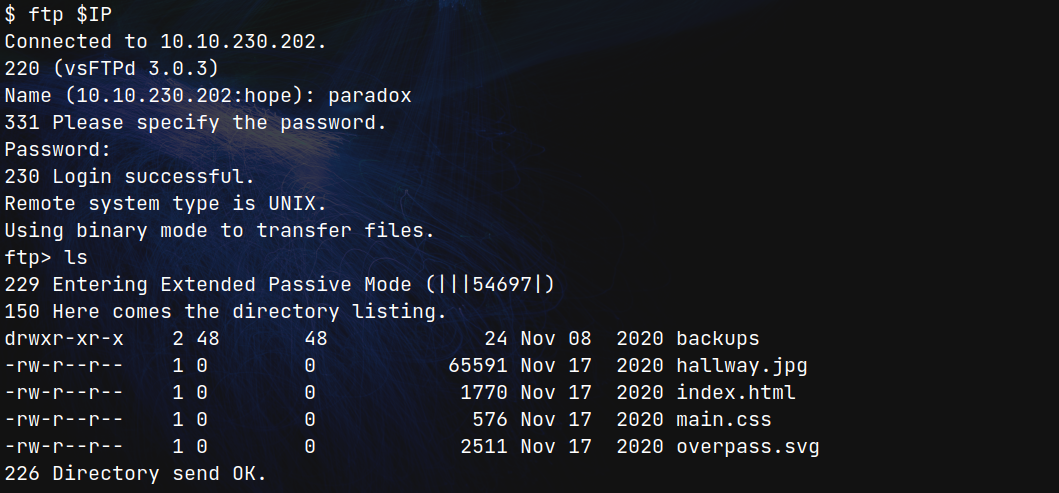 $ ftp $IP
Connected to 10.10.230.202.
220 (vsFTPd 3.0.3)
Name (10.10.230.202:hope): paradox
331 Please specify the password.
Password:
230 Login successful.
Remote system type is UNIX.
Using binary mode to transfer files.
ftp> ls
229 Entering Extended Passive Mode (|||54697|)
150 Here comes the directory listing.
drwxr-xr-x    2 48       48             24 Nov 08  2020 backups
-rw-r--r--    1 0        0           65591 Nov 17  2020 hallway.jpg
-rw-r--r--    1 0        0            1770 Nov 17  2020 index.html
-rw-r--r--    1 0        0             576 Nov 17  2020 main.css
-rw-r--r--    1 0        0            2511 Nov 17  2020 overpass.svg
226 Directory send OK.